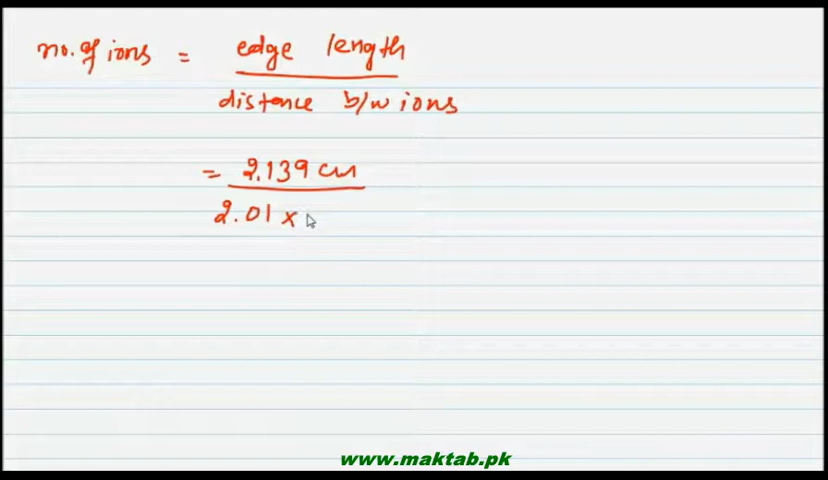 no. of ions = edge length
distance b/w ions
= 2.139 cm
2.01 x
www.maktab.pk